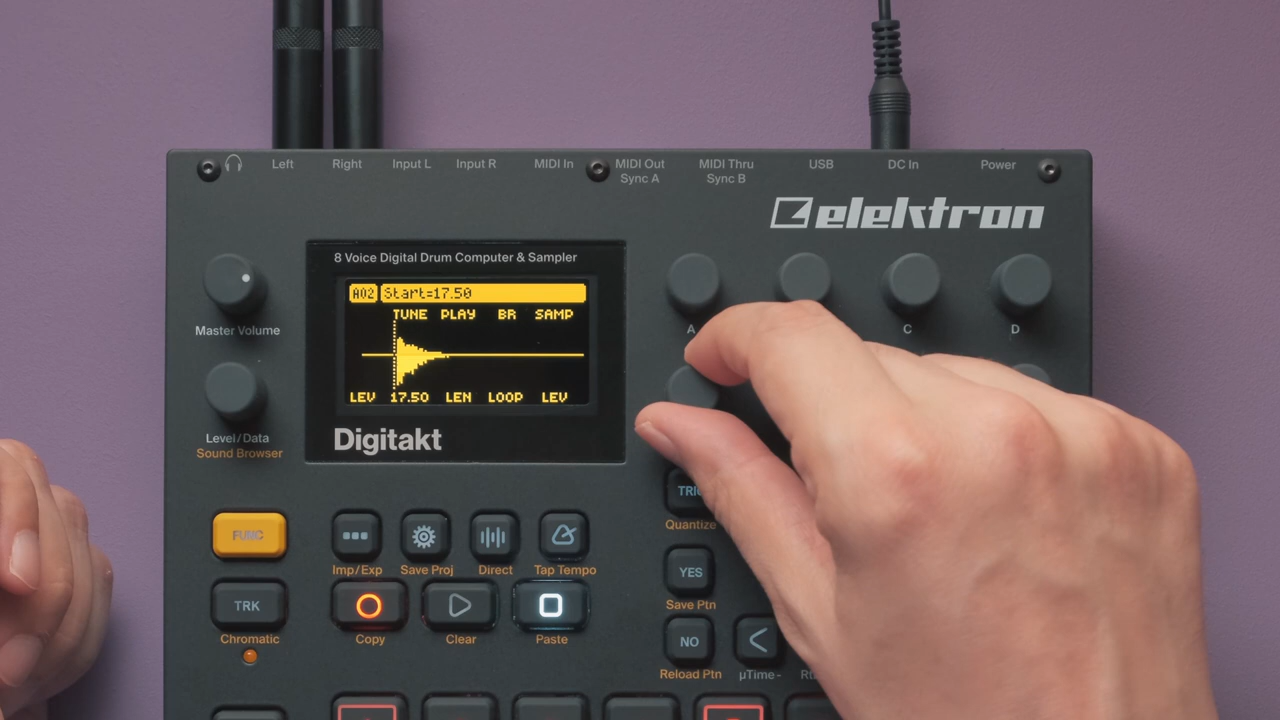 Left Right Input L Input R MIDI In MIDI Out MIDI Thru USB DC In Power
Sync A Sync B
elektron
8 Voice Digital Drum Computer & Sampler
A02 Start=17.50
TUNE PLAY BR SAMP
LEV 17.50 LEN LOOP LEV
Digitakt
Master Volume
A C D
Level/Data
Sound Browser
Quantize
FUNC
Imp/Exp Save Proj Direct Tap Tempo
YES
Save Ptn
TRK
Chromatic
Copy Clear Paste
NO
Reload Ptn µTime-